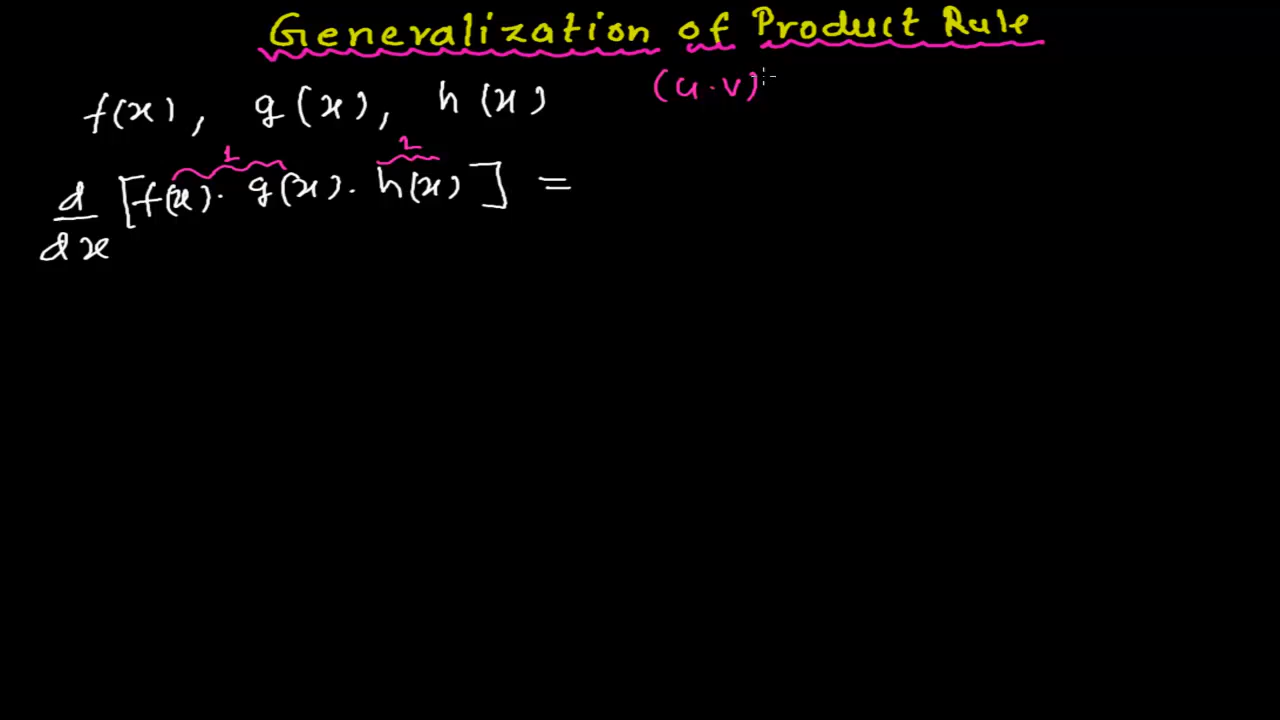 Generalization of Product Rule
f(x), g(x), h(x) (u·v)
1 2
d/dx [f(x)· g(x)· h(x)] =